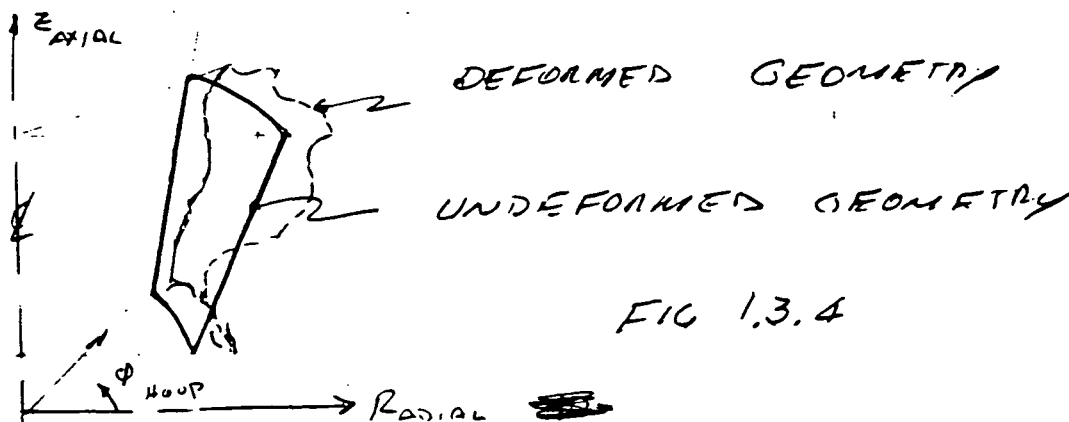 Z AXIAL
DEFORMED GEOMETRY
UNDEFORMED GEOMETRY
FIG 1.3.4
φ HOOP
RADIAL